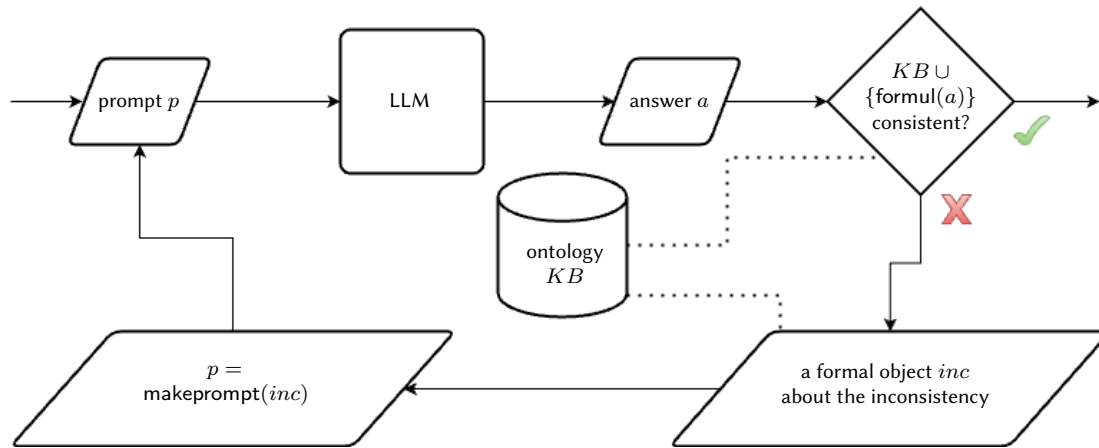 prompt p
LLM
answer a
KB ∪
{formul(a)}
consistent?
ontology
KB
p =
makeprompt(inc)
a formal object inc
about the inconsistency